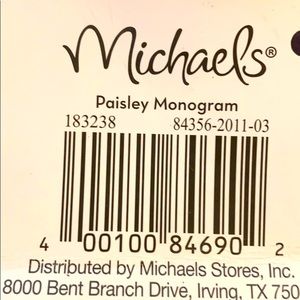 Michaels®
Paisley Monogram
183238 84356-2011-03
4 00100 84690 2
Distributed by Michaels Stores, Inc.
8000 Bent Branch Drive, Irving, TX 750